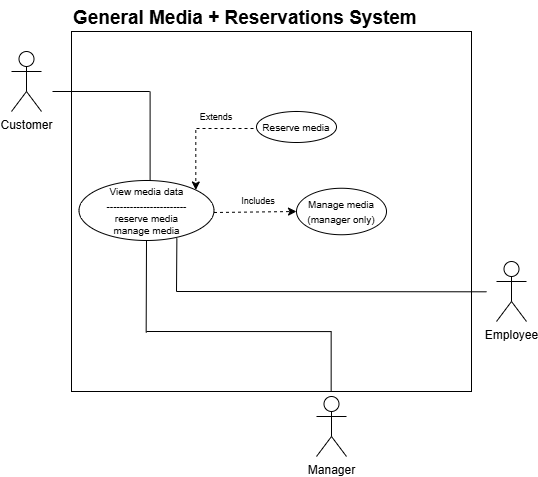 General Media + Reservations System
Customer
Extends
Reserve media
View media data
------------------------
reserve media
manage media
Includes
Manage media
(manager only)
Employee
Manager